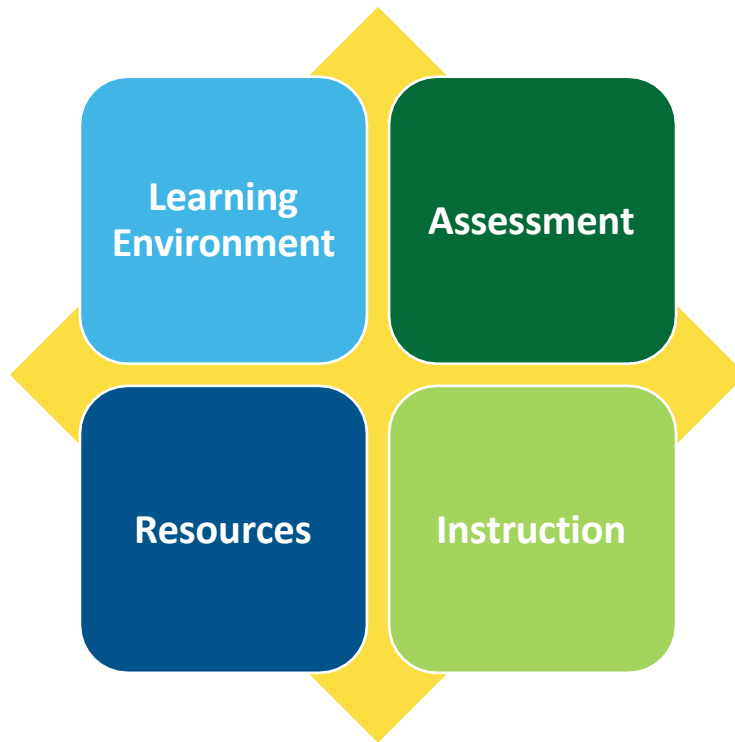 Learning
Environment
Assessment
Resources
Instruction